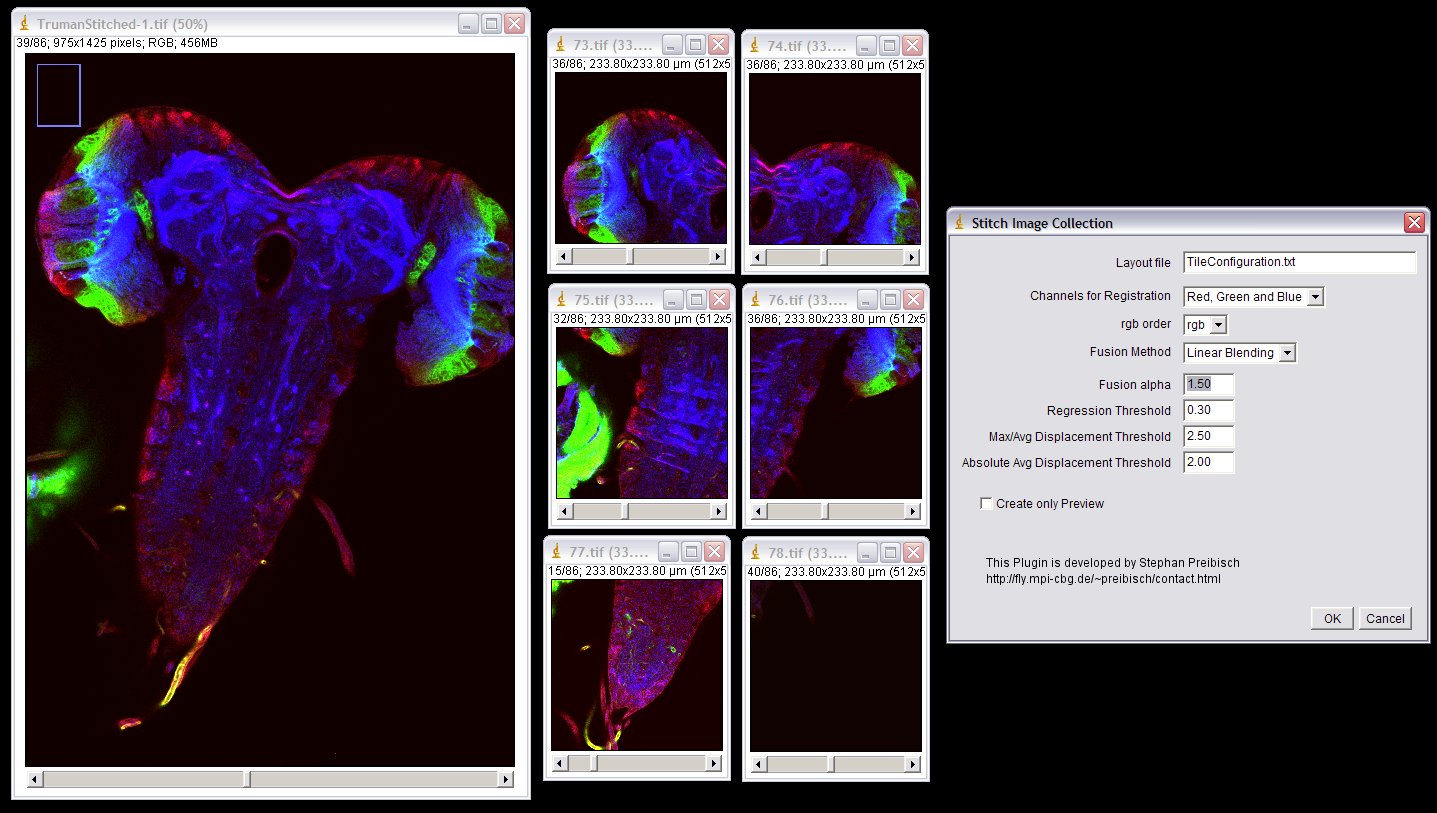 TrumanStitched-1.tif (50%)
39/86; 975x1425 pixels; RGB; 456MB
73.tif (33....
36/86; 233.80x233.80 µm (512x5
74.tif (33....
36/86; 233.80x233.80 µm (512x5
75.tif (33....
32/86; 233.80x233.80 µm (512x5
76.tif (33....
36/86; 233.80x233.80 µm (512x5
77.tif (33....
15/86; 233.80x233.80 µm (512x5
78.tif (33....
40/86; 233.80x233.80 µm (512x5
Stitch Image Collection
Layout file TileConfiguration.txt
Channels for Registration Red, Green and Blue
rgb order rgb
Fusion Method Linear Blending
Fusion alpha 1.50
Regression Threshold 0.30
Max/Avg Displacement Threshold 2.50
Absolute Avg Displacement Threshold 2.00
Create only Preview
This Plugin is developed by Stephan Preibisch
http://fly.mpi-cbg.de/~preibisch/contact.html
OK Cancel